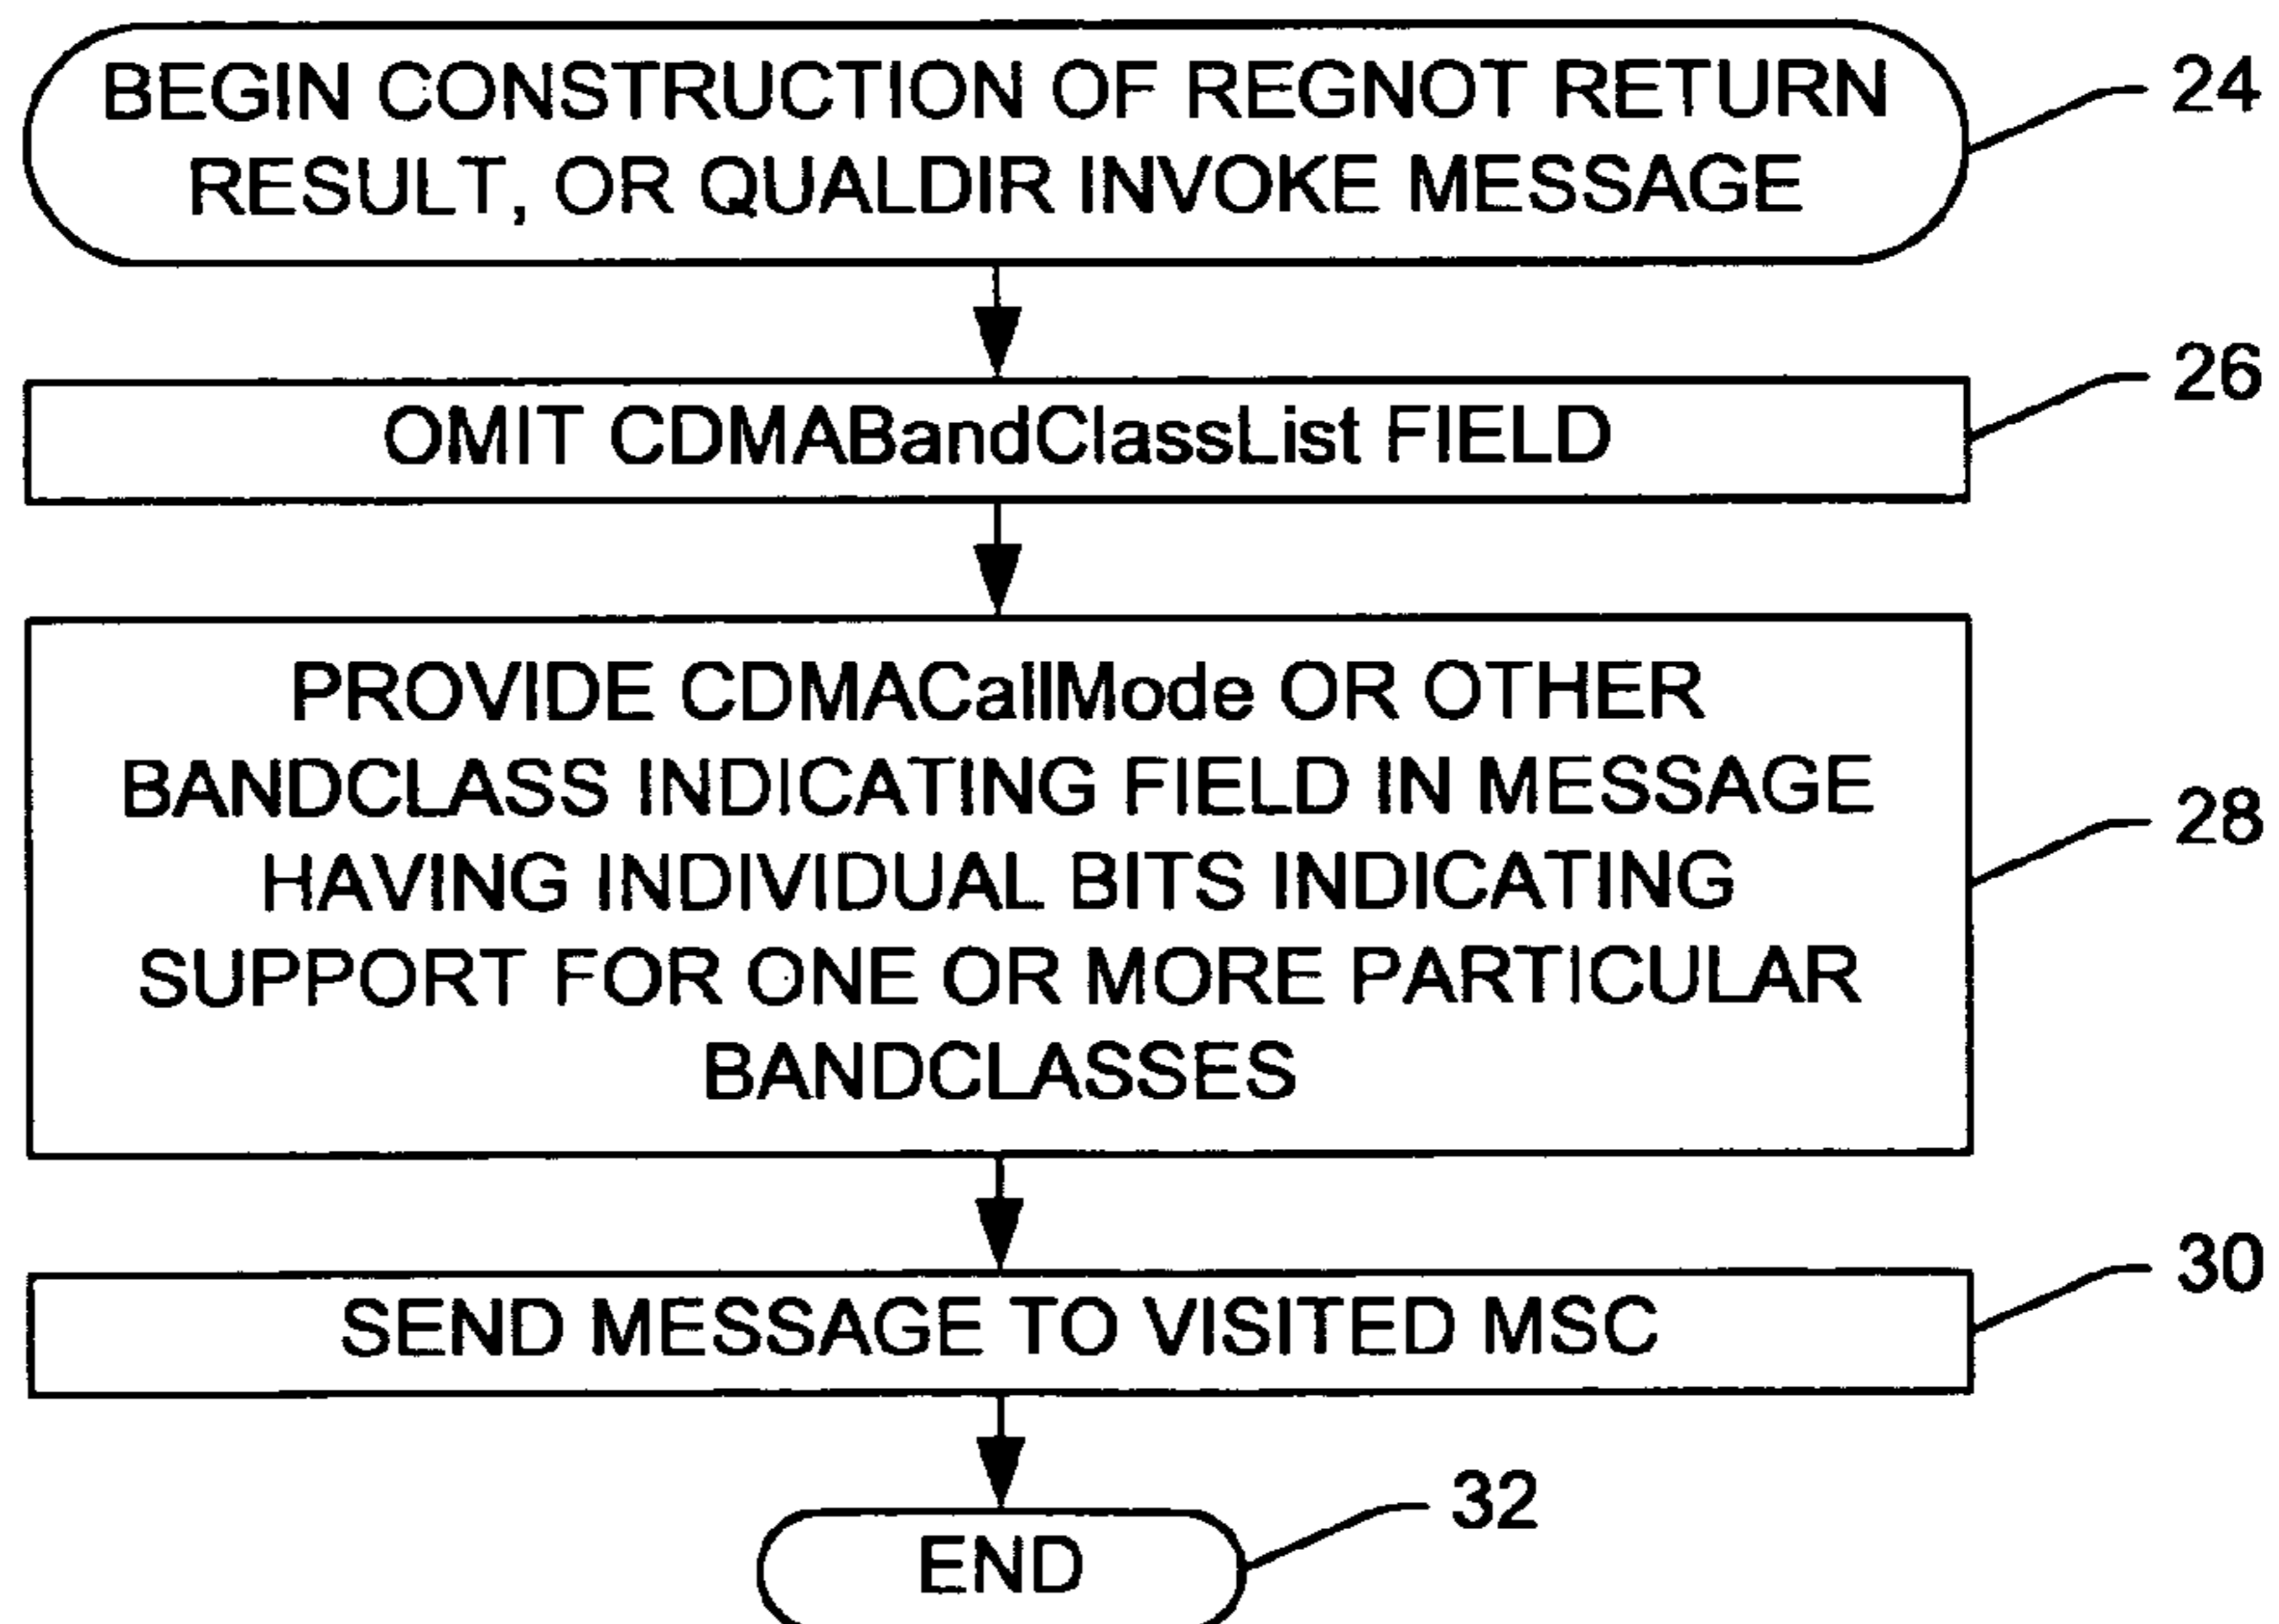 BEGIN CONSTRUCTION OF REGNOT RETURN
RESULT, OR QUALDIR INVOKE MESSAGE
24
OMIT CDMABandClassList FIELD
26
PROVIDE CDMACallMode OR OTHER
BANDCLASS INDICATING FIELD IN MESSAGE
HAVING INDIVIDUAL BITS INDICATING
SUPPORT FOR ONE OR MORE PARTICULAR
BANDCLASSES
28
SEND MESSAGE TO VISITED MSC
30
END
32